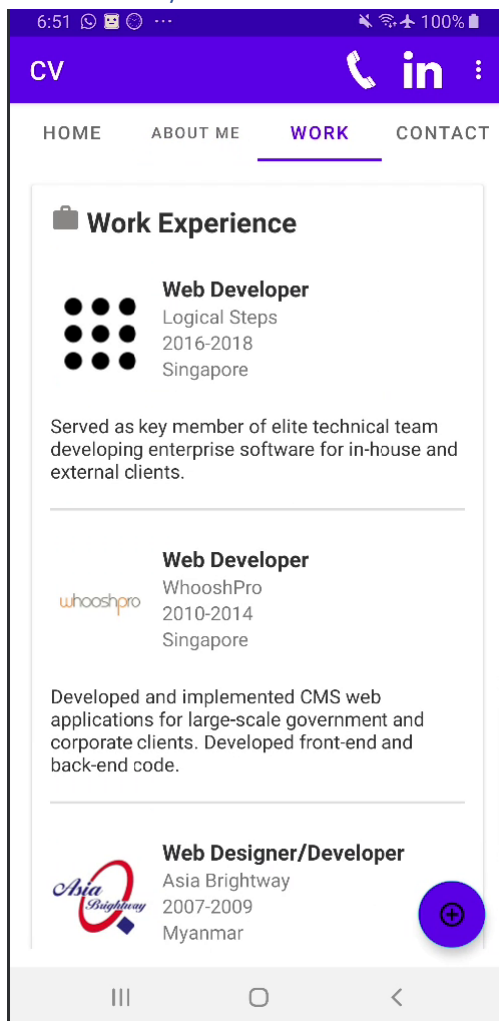 6:51 100%
CV in
HOME ABOUT ME WORK CONTACT
Work Experience
Web Developer
Logical Steps
2016-2018
Singapore
Served as key member of elite technical team
developing enterprise software for in-house and
external clients.
Web Developer
whooshpro
WhooshPro
2010-2014
Singapore
Developed and implemented CMS web
applications for large-scale government and
corporate clients. Developed front-end and
back-end code.
Web Designer/Developer
Asia
Brightway
Asia Brightway
2007-2009
Myanmar